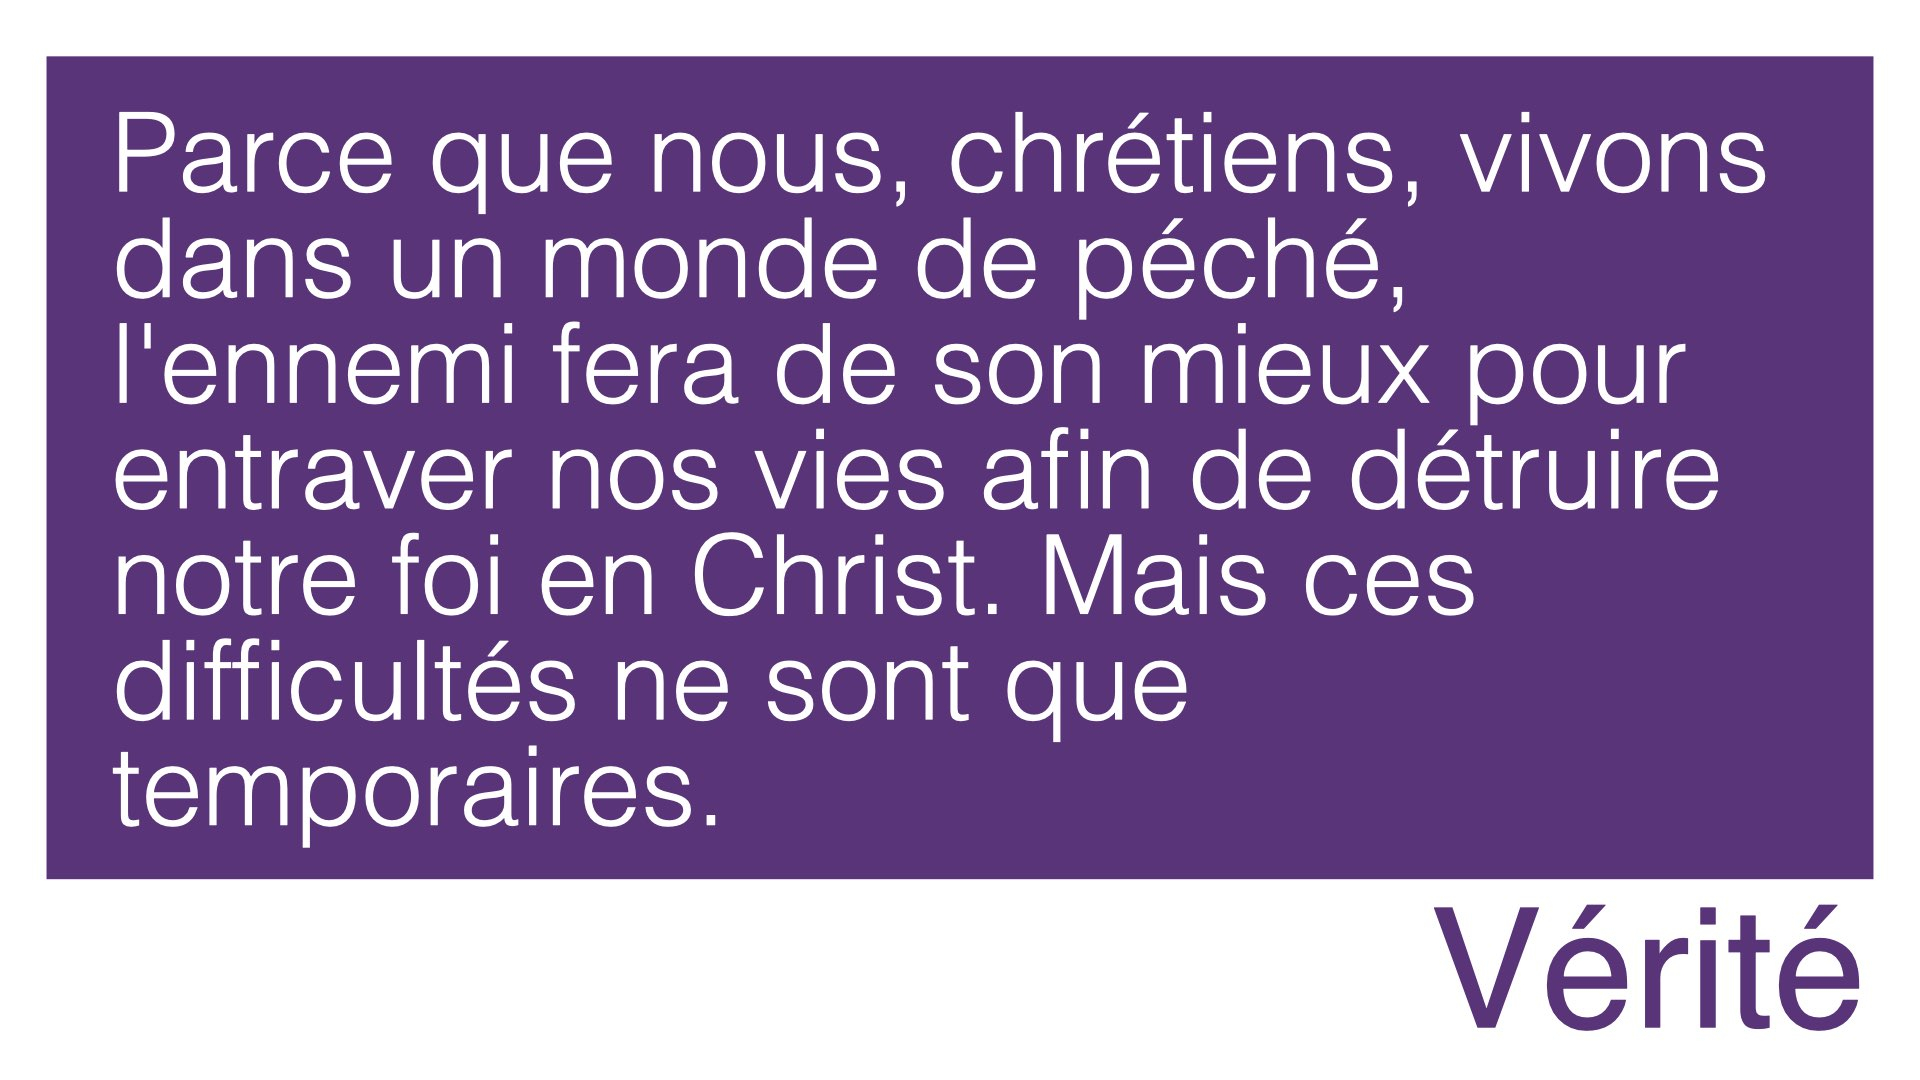 Parce que nous, chrétiens, vivons
dans un monde de péché,
l'ennemi fera de son mieux pour
entraver nos vies afin de détruire
notre foi en Christ. Mais ces
difficultés ne sont que
temporaires.
Vérité